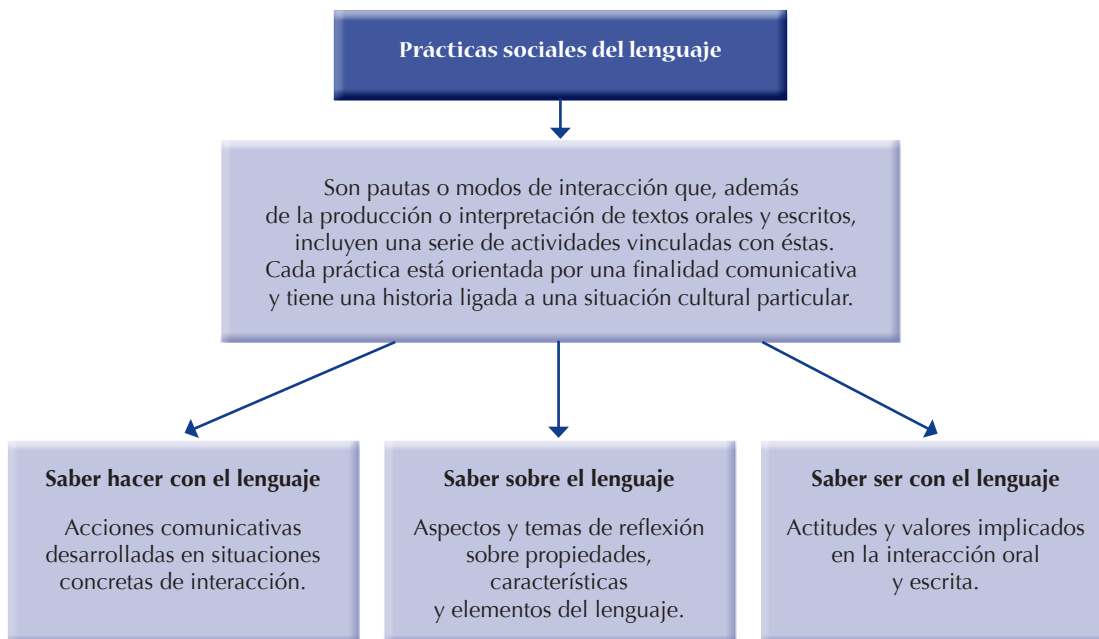 Prácticas sociales del lenguaje
Son pautas o modos de interacción que, además
de la producción o interpretación de textos orales y escritos,
incluyen una serie de actividades vinculadas con éstas.
Cada práctica está orientada por una finalidad comunicativa
y tiene una historia ligada a una situación cultural particular.
Saber hacer con el lenguaje
Acciones comunicativas
desarrolladas en situaciones
concretas de interacción.
Saber sobre el lenguaje
Aspectos y temas de reflexión
sobre propiedades,
características
y elementos del lenguaje.
Saber ser con el lenguaje
Actitudes y valores implicados
en la interacción oral
y escrita.